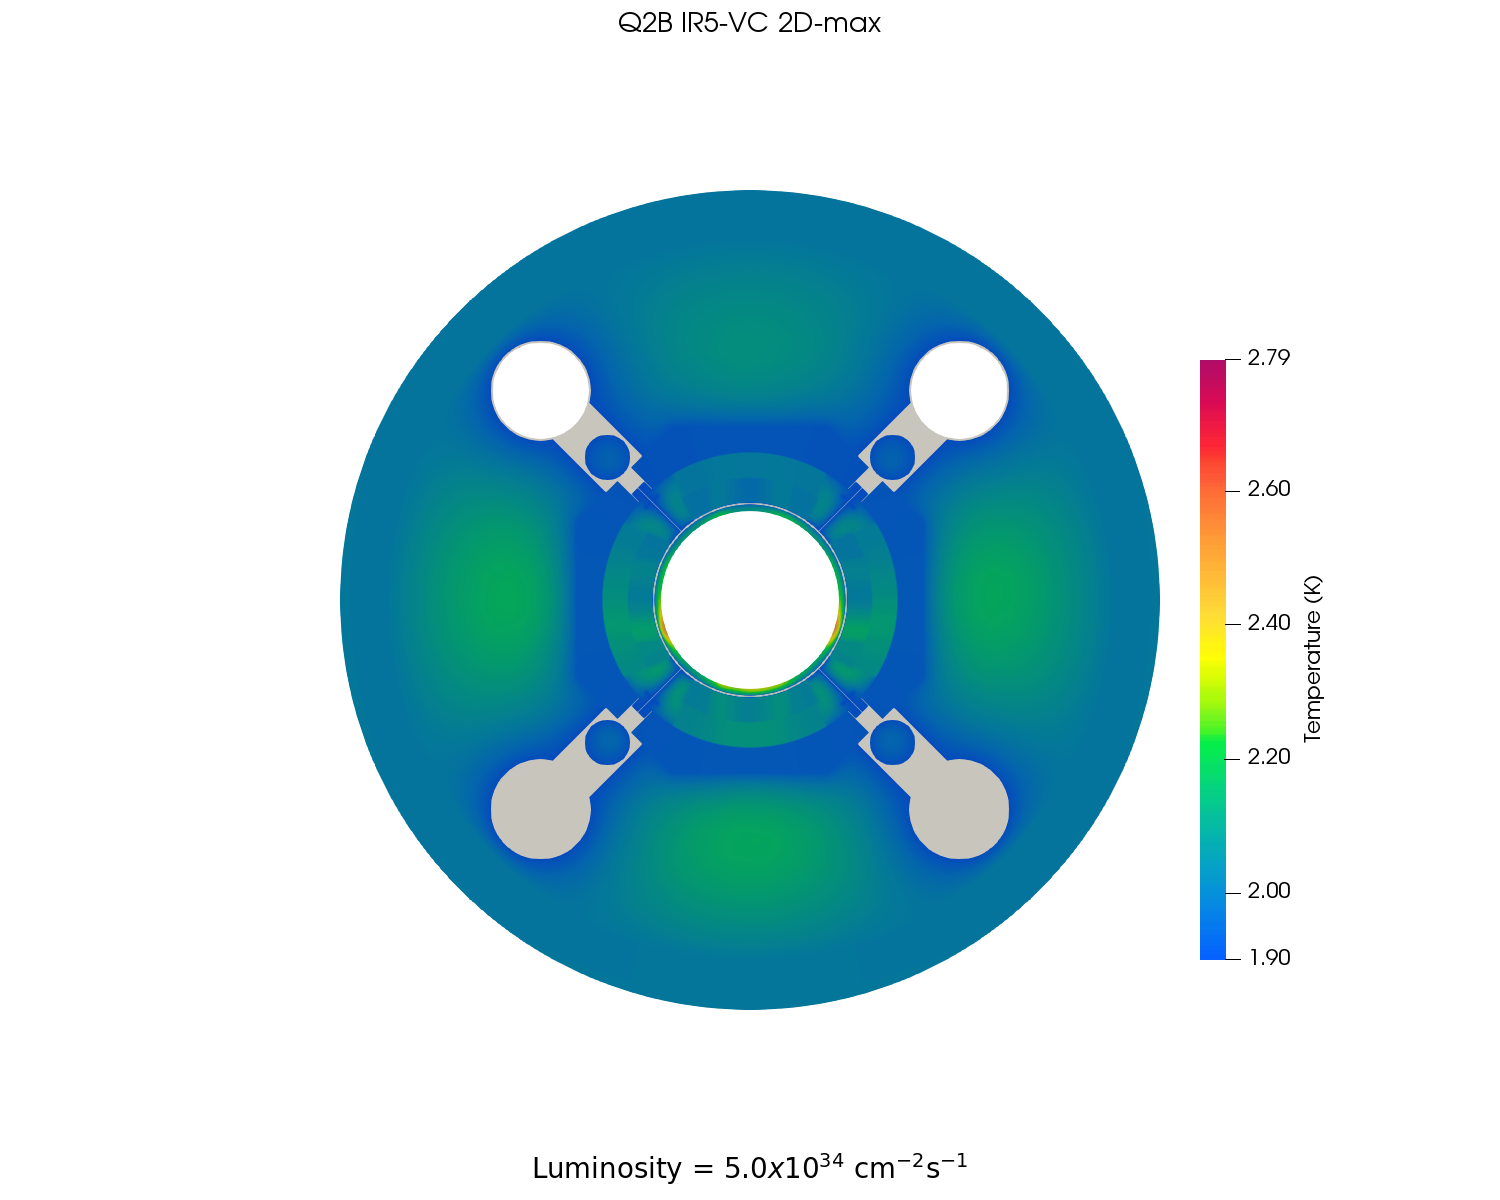 Q2B IR5-VC 2D-max
2.79
2.60
2.40
2.20
2.00
1.90
Temperature (K)
Luminosity = 5.0x10³⁴ cm⁻²s⁻¹